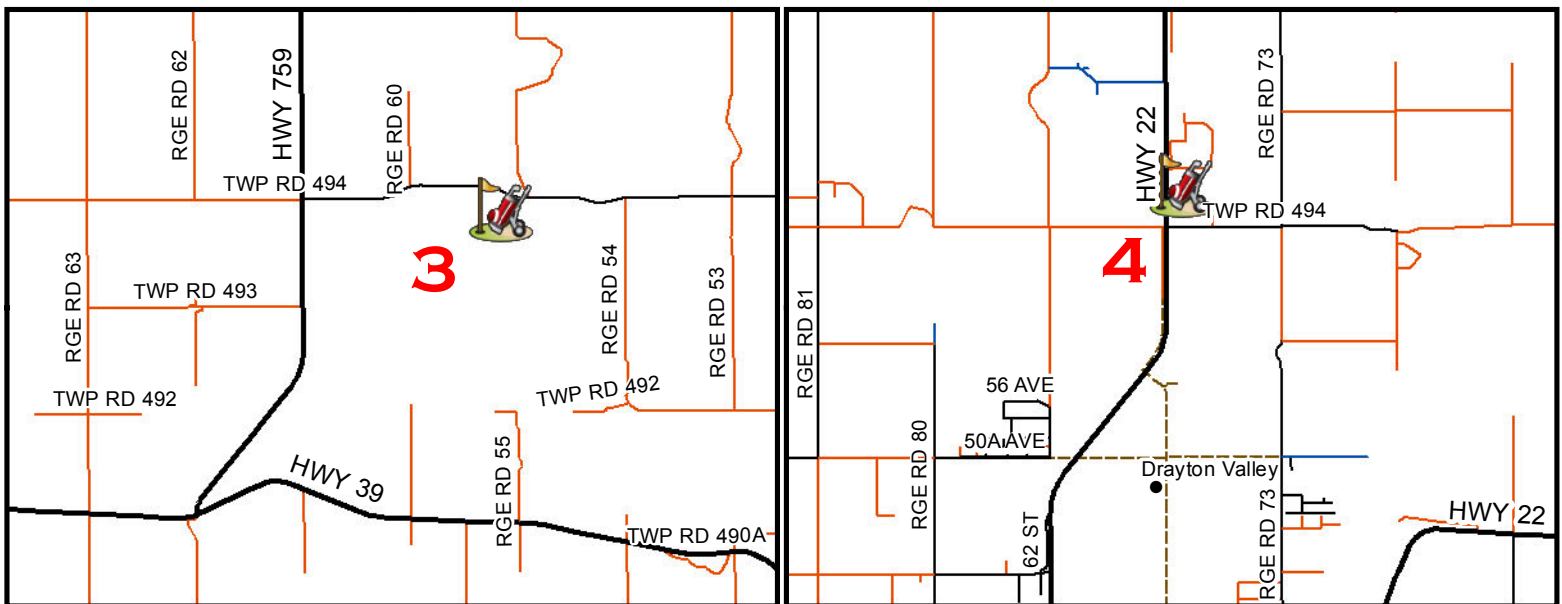 RGE RD 62
HWY 759
RGE RD 60
TWP RD 494
3
RGE RD 63
TWP RD 493
RGE RD 54
RGE RD 53
TWP RD 492
TWP RD 492
HWY 39
RGE RD 55
TWP RD 490A
HWY 22
RGE RD 73
TWP RD 494
4
RGE RD 81
56 AVE
50A AVE
RGE RD 80
Drayton Valley
62 ST
RGE RD 73
HWY 22